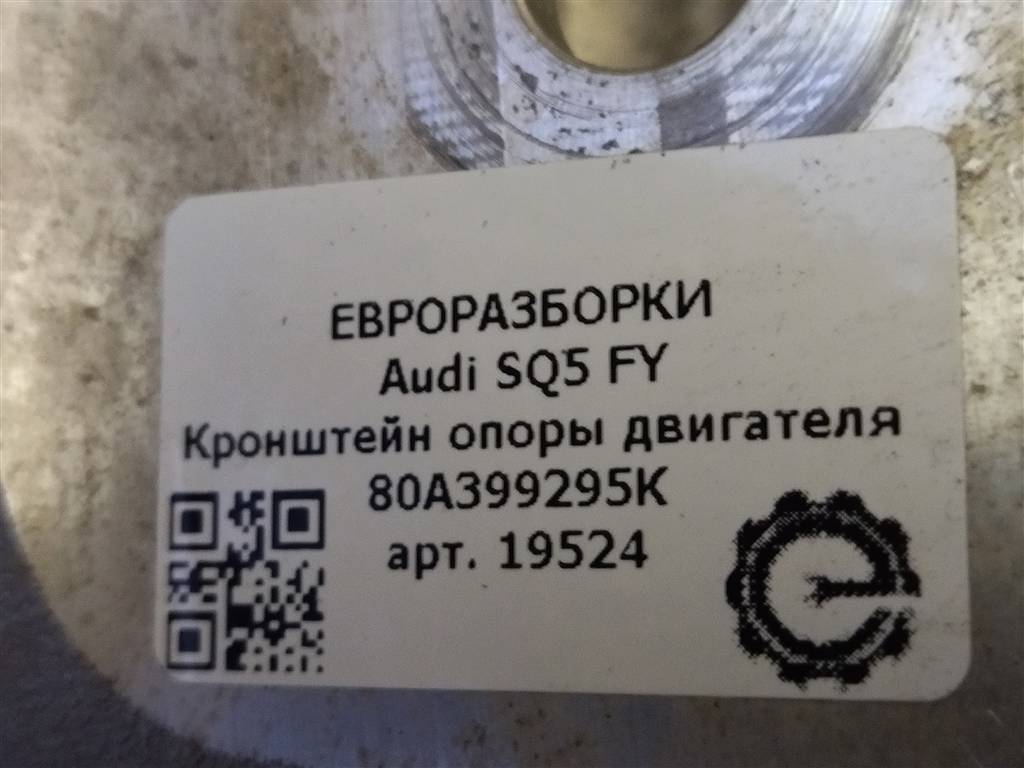 ЕВРОРАЗБОРКИ
Audi SQ5 FY
Кронштейн опоры двигателя
80A399295K
арт. 19524